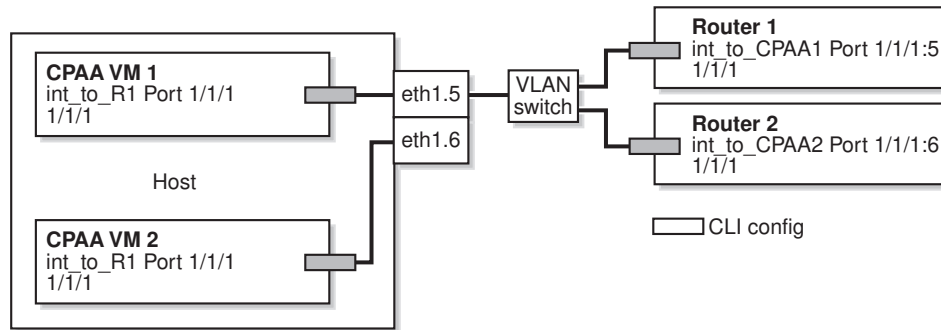 CPAA VM 1
int_to_R1 Port 1/1/1
1/1/1
eth1.5
eth1.6
Host
CPAA VM 2
int_to_R1 Port 1/1/1
1/1/1
VLAN
switch
Router 1
int_to_CPAA1 Port 1/1/1:5
1/1/1
Router 2
int_to_CPAA2 Port 1/1/1:6
1/1/1
CLI config